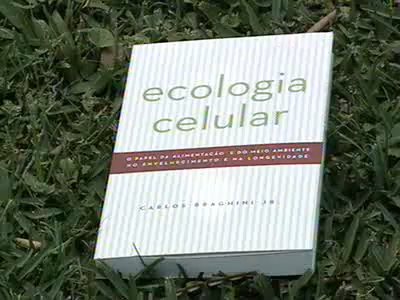 ecologia
celular
O PAPEL DA ALIMENTAÇÃO E DO MEIO AMBIENTE
NO ENVELHECIMENTO E NA LONGEVIDADE
CARLOS BRAGHINI JR.